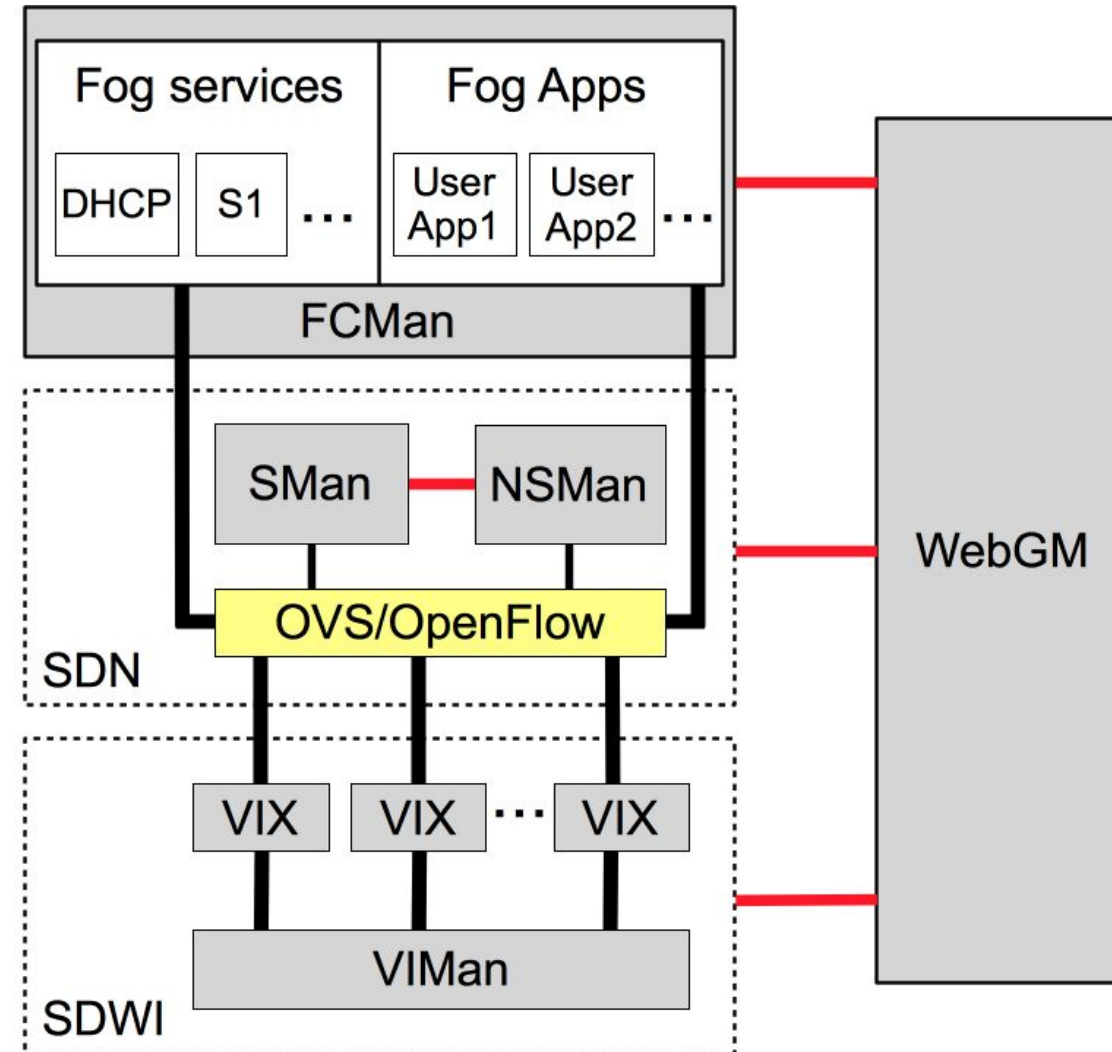 Fog services
Fog Apps
DHCP
S1
...
User
App1
User
App2
...
FCMan
SMan
NSMan
WebGM
OVS/OpenFlow
SDN
VIX
VIX
...
VIX
VIMan
SDWI